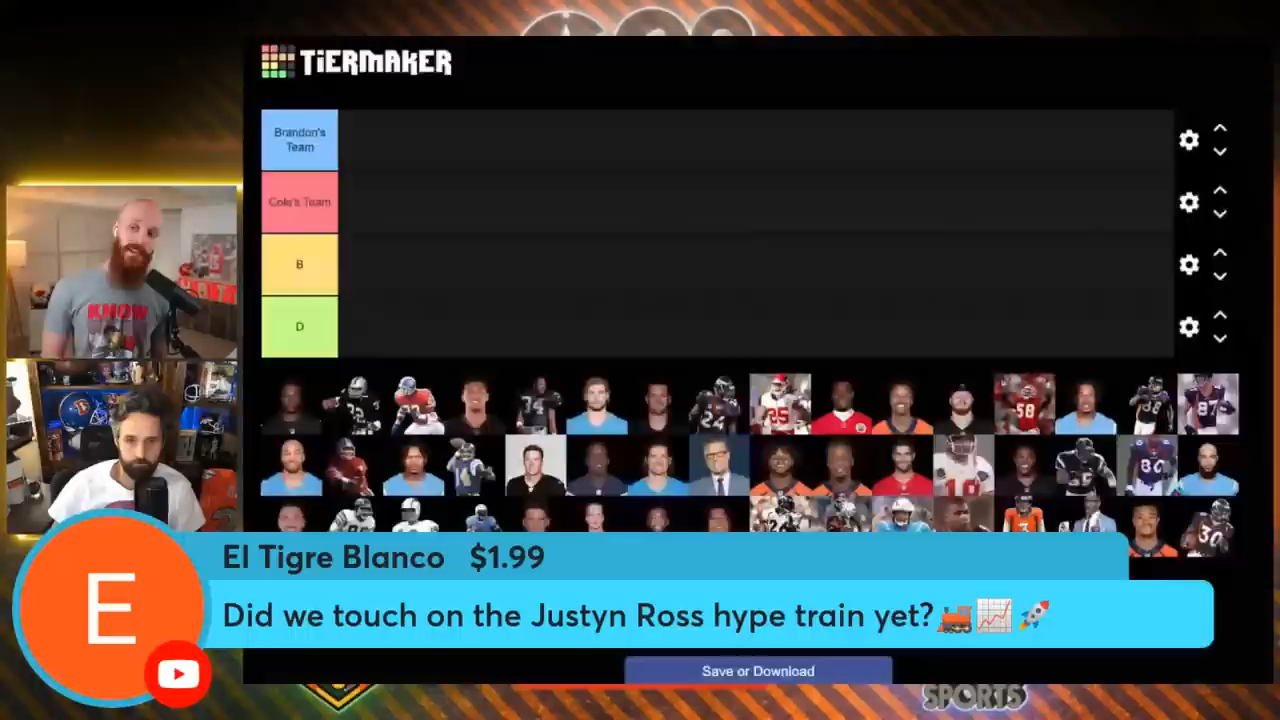 TiERMAKER
Brandon's
Team
Cole's Team
B
D
KNOW
El Tigre Blanco $1.99
E
Did we touch on the Justyn Ross hype train yet?🚂📈🚀
Save or Download
SPORTS